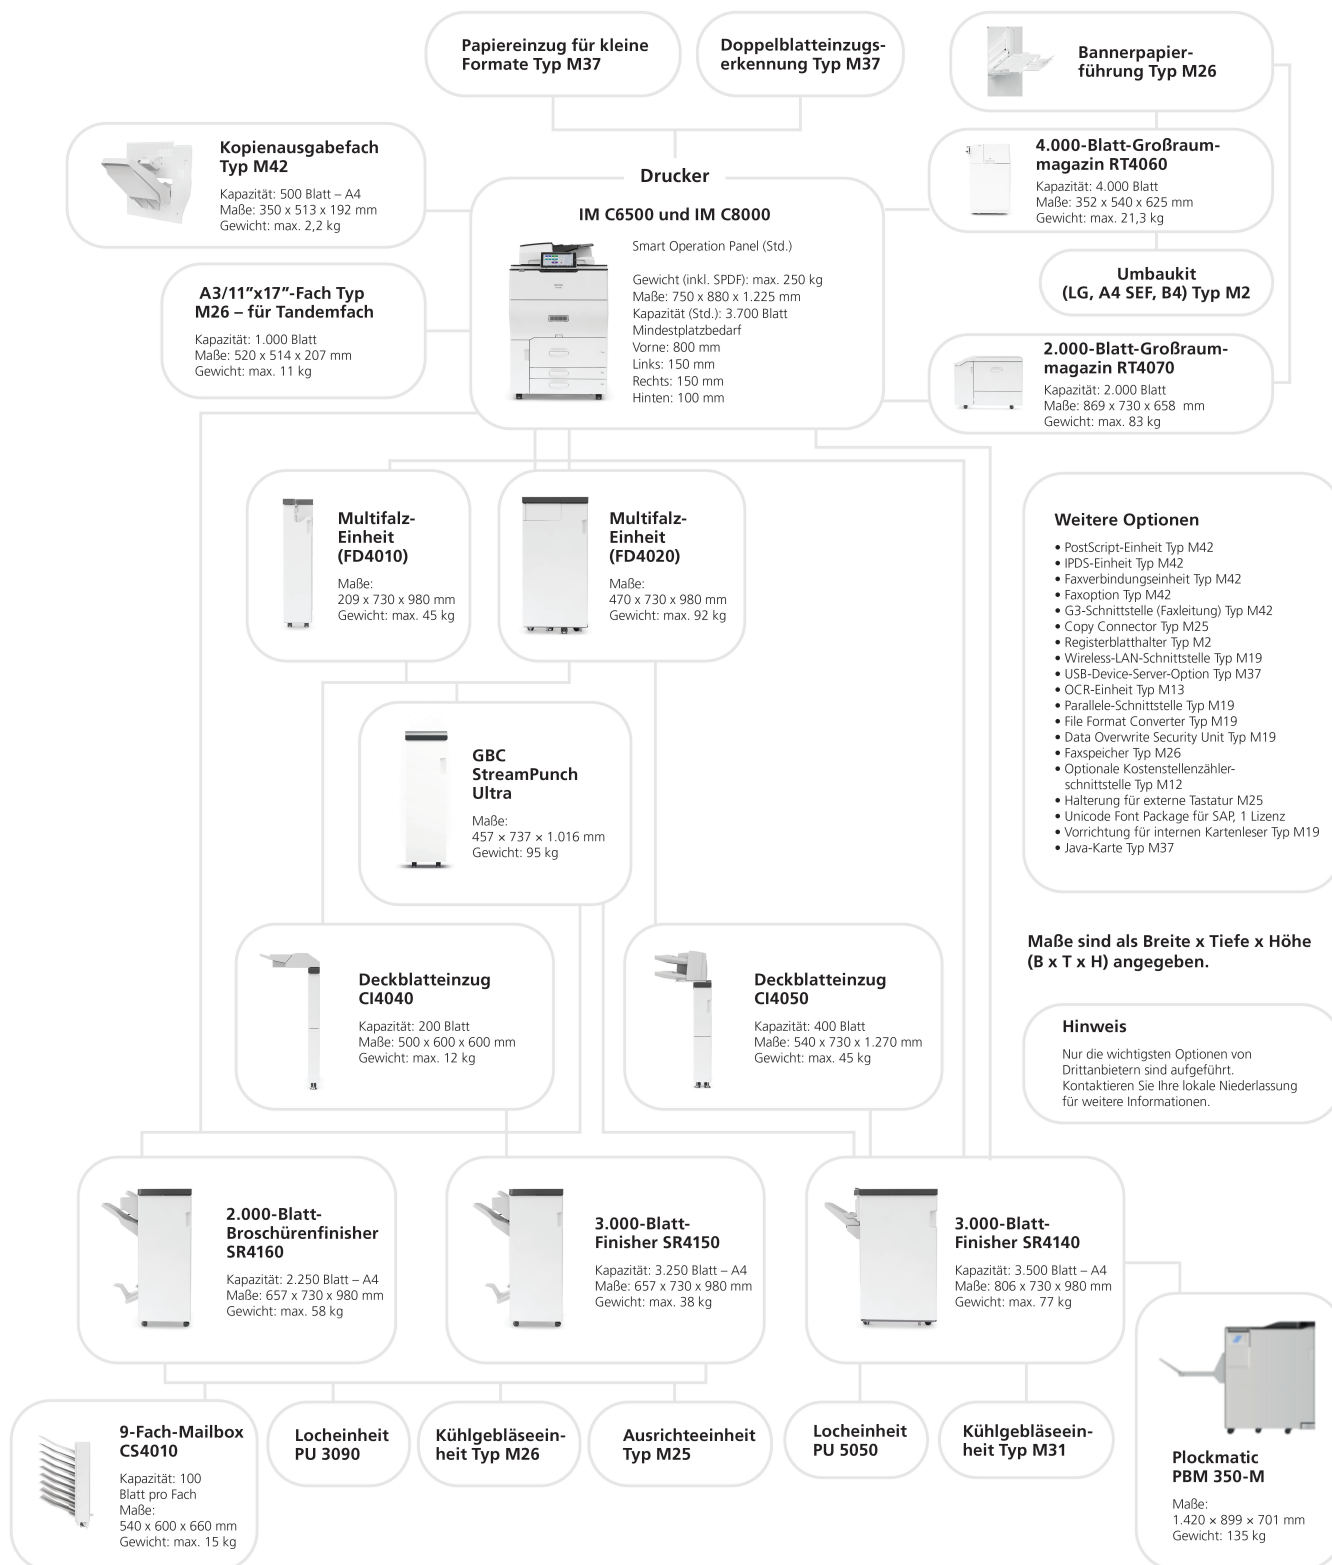 Papiereinzug für kleine
Formate Typ M37
Doppelblatteinzugs-
erkennung Typ M37
Bannerpapier-
führung Typ M26
Kopienausgabefach
Typ M42
Kapazität: 500 Blatt – A4
Maße: 350 x 513 x 192 mm
Gewicht: max. 2,2 kg
A3/11”x17”-Fach Typ
M26 – für Tandemfach
Kapazität: 1.000 Blatt
Maße: 520 x 514 x 207 mm
Gewicht: max. 11 kg
Drucker
IM C6500 und IM C8000
Smart Operation Panel (Std.)
Gewicht (inkl. SPDF): max. 250 kg
Maße: 750 x 880 x 1.225 mm
Kapazität (Std.): 3.700 Blatt
Mindestplatzbedarf
Vorne: 800 mm
Links: 150 mm
Rechts: 150 mm
Hinten: 100 mm
4.000-Blatt-Großraum-
magazin RT4060
Kapazität: 4.000 Blatt
Maße: 352 x 540 x 625 mm
Gewicht: max. 21,3 kg
Umbaukit
(LG, A4 SEF, B4) Typ M2
2.000-Blatt-Großraum-
magazin RT4070
Kapazität: 2.000 Blatt
Maße: 869 x 730 x 658 mm
Gewicht: max. 83 kg
Multifalz-
Einheit
(FD4010)
Maße:
209 x 730 x 980 mm
Gewicht: max. 45 kg
Multifalz-
Einheit
(FD4020)
Maße:
470 x 730 x 980 mm
Gewicht: max. 92 kg
Weitere Optionen
• PostScript-Einheit Typ M42
• IPDS-Einheit Typ M42
• Faxverbindungseinheit Typ M42
• Faxoption Typ M42
• G3-Schnittstelle (Faxleitung) Typ M42
• Copy Connector Typ M25
• Registerblatthalter Typ M2
• Wireless-LAN-Schnittstelle Typ M19
• USB-Device-Server-Option Typ M37
• OCR-Einheit Typ M13
• Parallele-Schnittstelle Typ M19
• File Format Converter Typ M19
• Data Overwrite Security Unit Typ M19
• Faxspeicher Typ M26
• Optionale Kostenstellenzähler-
schnittstelle Typ M12
• Halterung für externe Tastatur M25
• Unicode Font Package für SAP, 1 Lizenz
• Vorrichtung für internen Kartenleser Typ M19
• Java-Karte Typ M37
GBC
StreamPunch
Ultra
Maße:
457 × 737 × 1.016 mm
Gewicht: 95 kg
Maße sind als Breite x Tiefe x Höhe
(B x T x H) angegeben.
Deckblatteinzug
CI4040
Kapazität: 200 Blatt
Maße: 500 x 600 x 600 mm
Gewicht: max. 12 kg
Deckblatteinzug
CI4050
Kapazität: 400 Blatt
Maße: 540 x 730 x 1.270 mm
Gewicht: max. 45 kg
Hinweis
Nur die wichtigsten Optionen von
Drittanbietern sind aufgeführt.
Kontaktieren Sie Ihre lokale Niederlassung
für weitere Informationen.
2.000-Blatt-
Broschürenfinisher
SR4160
Kapazität: 2.250 Blatt – A4
Maße: 657 x 730 x 980 mm
Gewicht: max. 58 kg
3.000-Blatt-
Finisher SR4150
Kapazität: 3.250 Blatt – A4
Maße: 657 x 730 x 980 mm
Gewicht: max. 38 kg
3.000-Blatt-
Finisher SR4140
Kapazität: 3.500 Blatt – A4
Maße: 806 x 730 x 980 mm
Gewicht: max. 77 kg
9-Fach-Mailbox
CS4010
Kapazität: 100
Blatt pro Fach
Maße:
540 x 600 x 660 mm
Gewicht: max. 15 kg
Locheinheit
PU 3090
Kühlgebläseein-
heit Typ M26
Ausrichteeinheit
Typ M25
Locheinheit
PU 5050
Kühlgebläseein-
heit Typ M31
Plockmatic
PBM 350-M
Maße:
1.420 × 899 × 701 mm
Gewicht: 135 kg